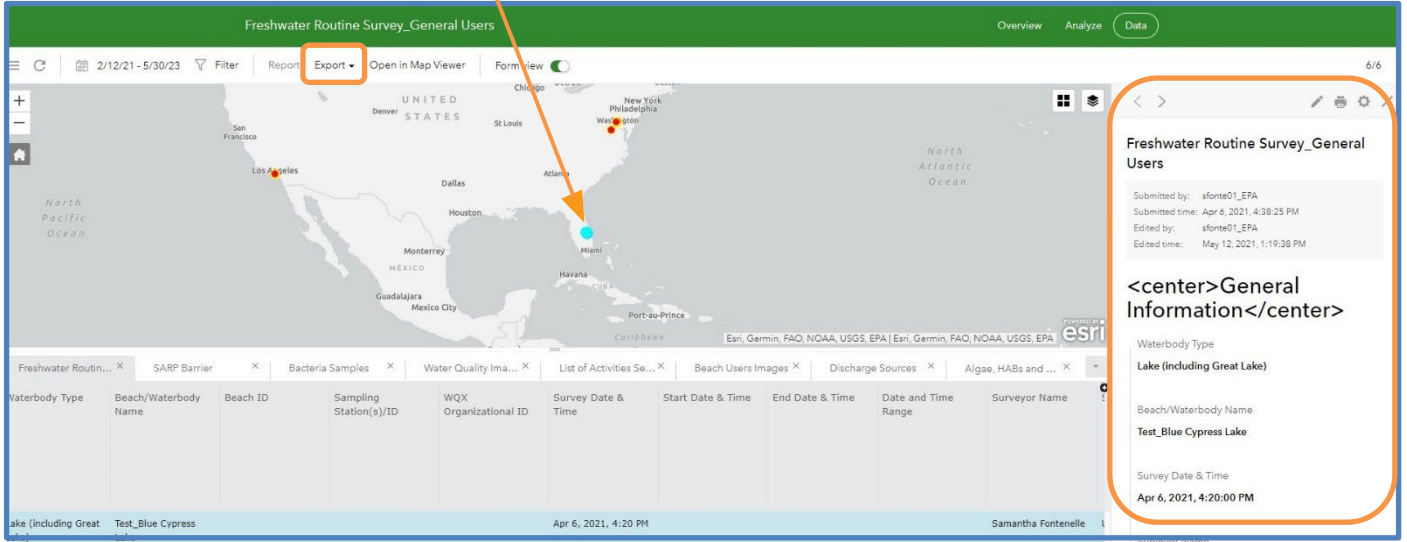 Freshwater Routine Survey_General Users
Overview Analyze Data
2/12/21 - 5/30/23 Filter Report Export Open in Map Viewer Form view 6/6
UNITED
STATES
Denver
Chicago
St Louis
New York
Philadelphia
Washington
San
Francisco
Los Angeles
Dallas
Atlanta
Houston
North
Atlantic
Ocean
North
Pacific
Ocean
Monterrey
MÉXICO
Miami
Havana
CUBA
Guadalajara
Mexico City
Port-au-Prince
Caribbean
Esri, Garmin, FAO, NOAA, USGS, EPA | Esri, Garmin, FAO, NOAA, USGS, EPA
POWERED BY
esri
Freshwater Routin... × SARP Barrier × Bacteria Samples × Water Quality Ima... × List of Activities Se... × Beach Users Images × Discharge Sources × Algae, HABs and ... ×
Waterbody Type Beach/Waterbody Beach ID Sampling WQX Survey Date & Start Date & Time End Date & Time Date and Time Surveyor Name
Name Station(s)/ID Organizational ID Time Range
Lake (including Great Test_Blue Cypress Apr 6, 2021, 4:20 PM Samantha Fontenelle
Lake
Freshwater Routine Survey_General
Users
Submitted by: sfonte01_EPA
Submitted time: Apr 6, 2021, 4:38:25 PM
Edited by: sfonte01_EPA
Edited time: May 12, 2021, 1:19:38 PM
<center>General
Information</center>
Waterbody Type
Lake (including Great Lake)
Beach/Waterbody Name
Test_Blue Cypress Lake
Survey Date & Time
Apr 6, 2021, 4:20:00 PM